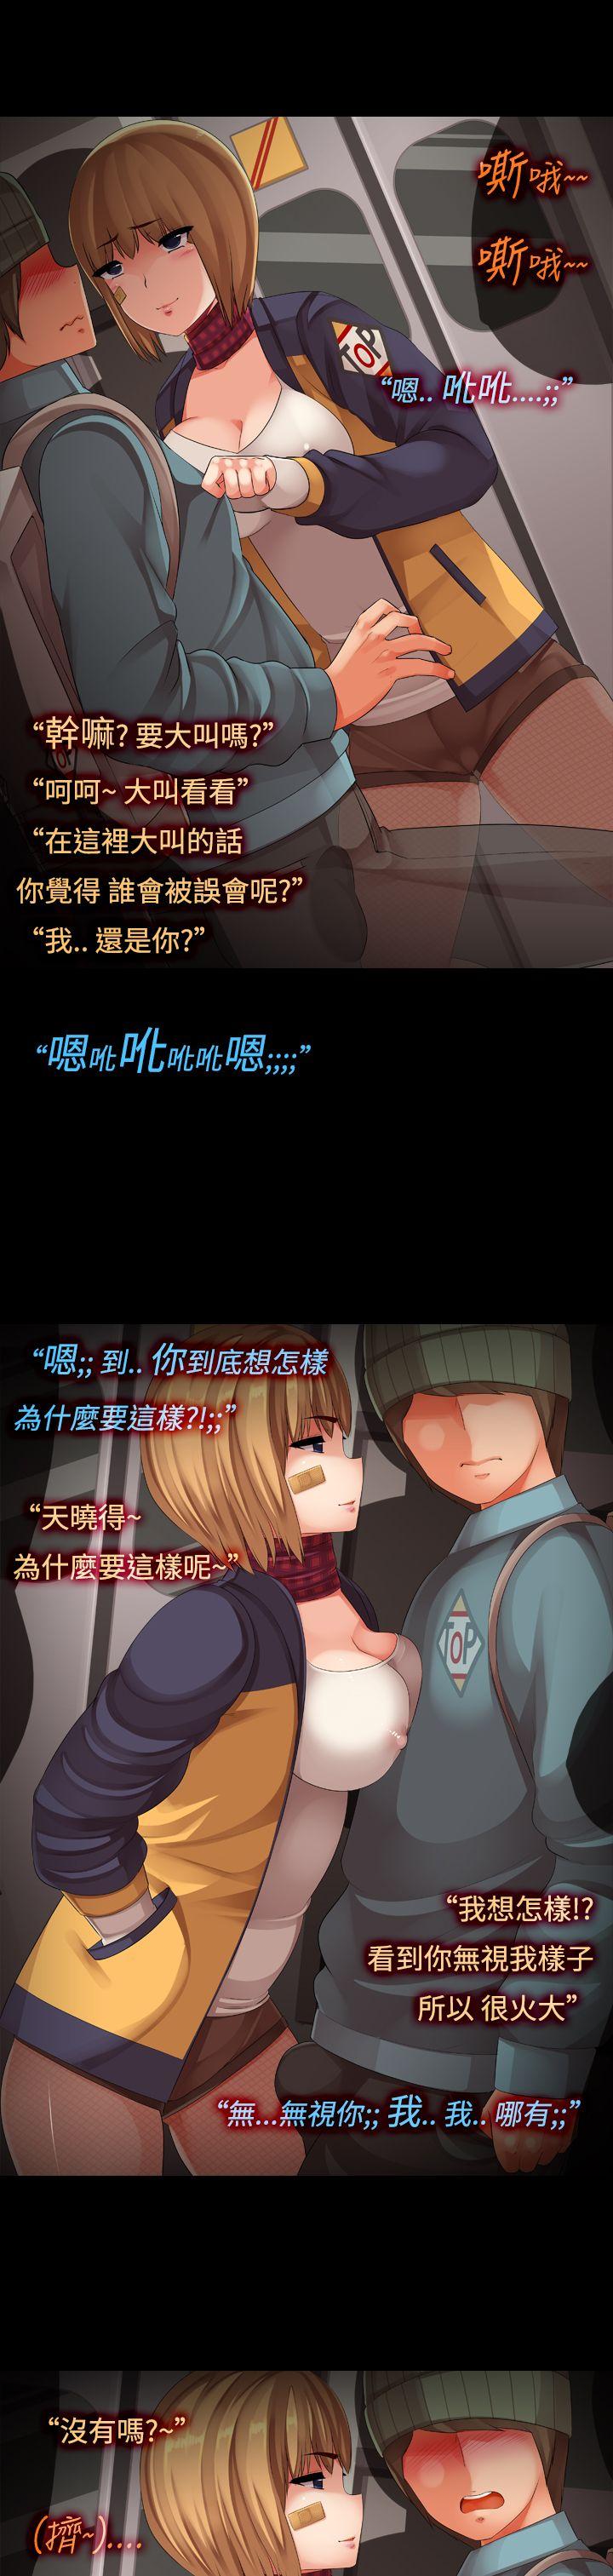 嘶哦~~
嘶哦~~
“嗯.. 吪吪....;;”
TOP
“幹嘛? 要大叫嗎?”
“呵呵~ 大叫看看”
“在這裡大叫的話
你覺得 誰會被誤會呢?”
“我.. 還是你?”
“嗯吪吪吪吪嗯;;;;”
“嗯;; 到.. 你到底想怎樣
為什麼要這樣?!;;”
“天曉得~
為什麼要這樣呢~”
TOP
“我想怎樣!?
看到你無視我樣子
所以 很火大”
“無...無視你;; 我.. 我.. 哪有;;”
“沒有嗎?~”
(擠~)....